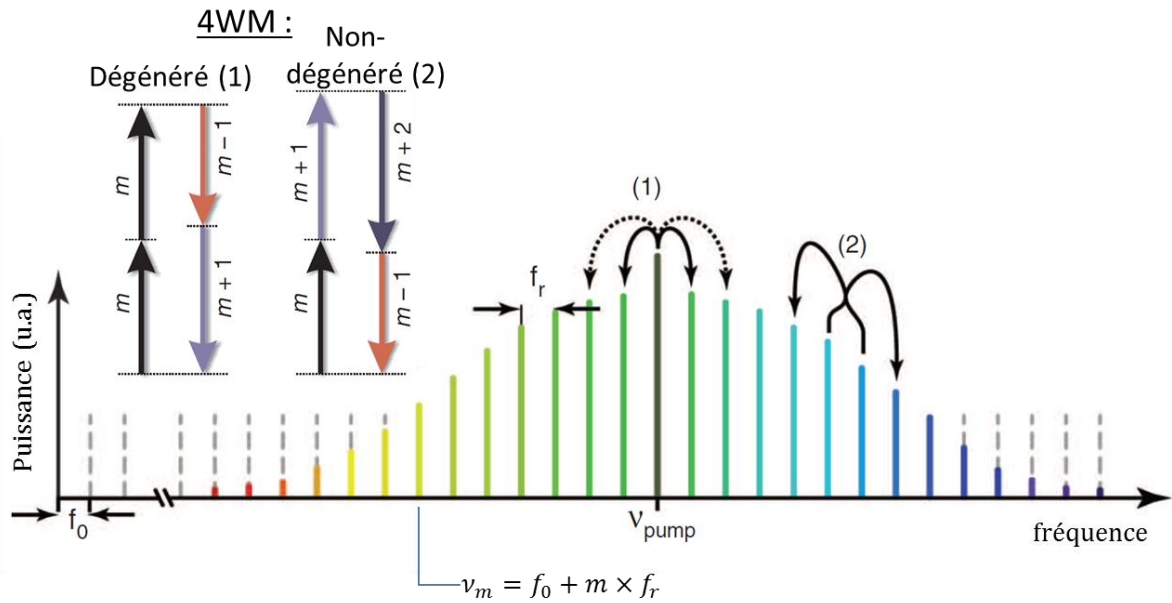 4WM :
Dégénéré (1)
Non-
dégénéré (2)
m
m
m − 1
m + 1
m
m + 1
m + 2
m − 1
(1)
(2)
f_r
Puissance (u.a.)
f_0
ν_pump
fréquence
ν_m = f_0 + m × f_r